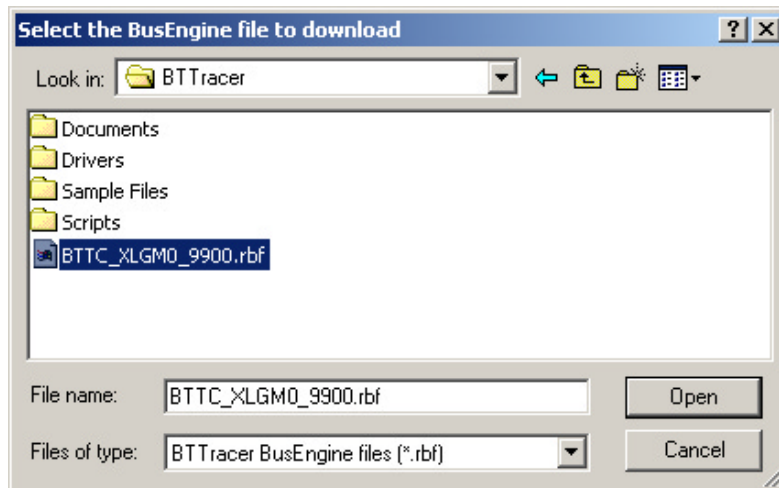 Select the BusEngine file to download
Look in: BTTracer
Documents
Drivers
Sample Files
Scripts
BTTC_XLGM0_9900.rbf
File name: BTTC_XLGM0_9900.rbf Open
Files of type: BTTracer BusEngine files (*.rbf) Cancel